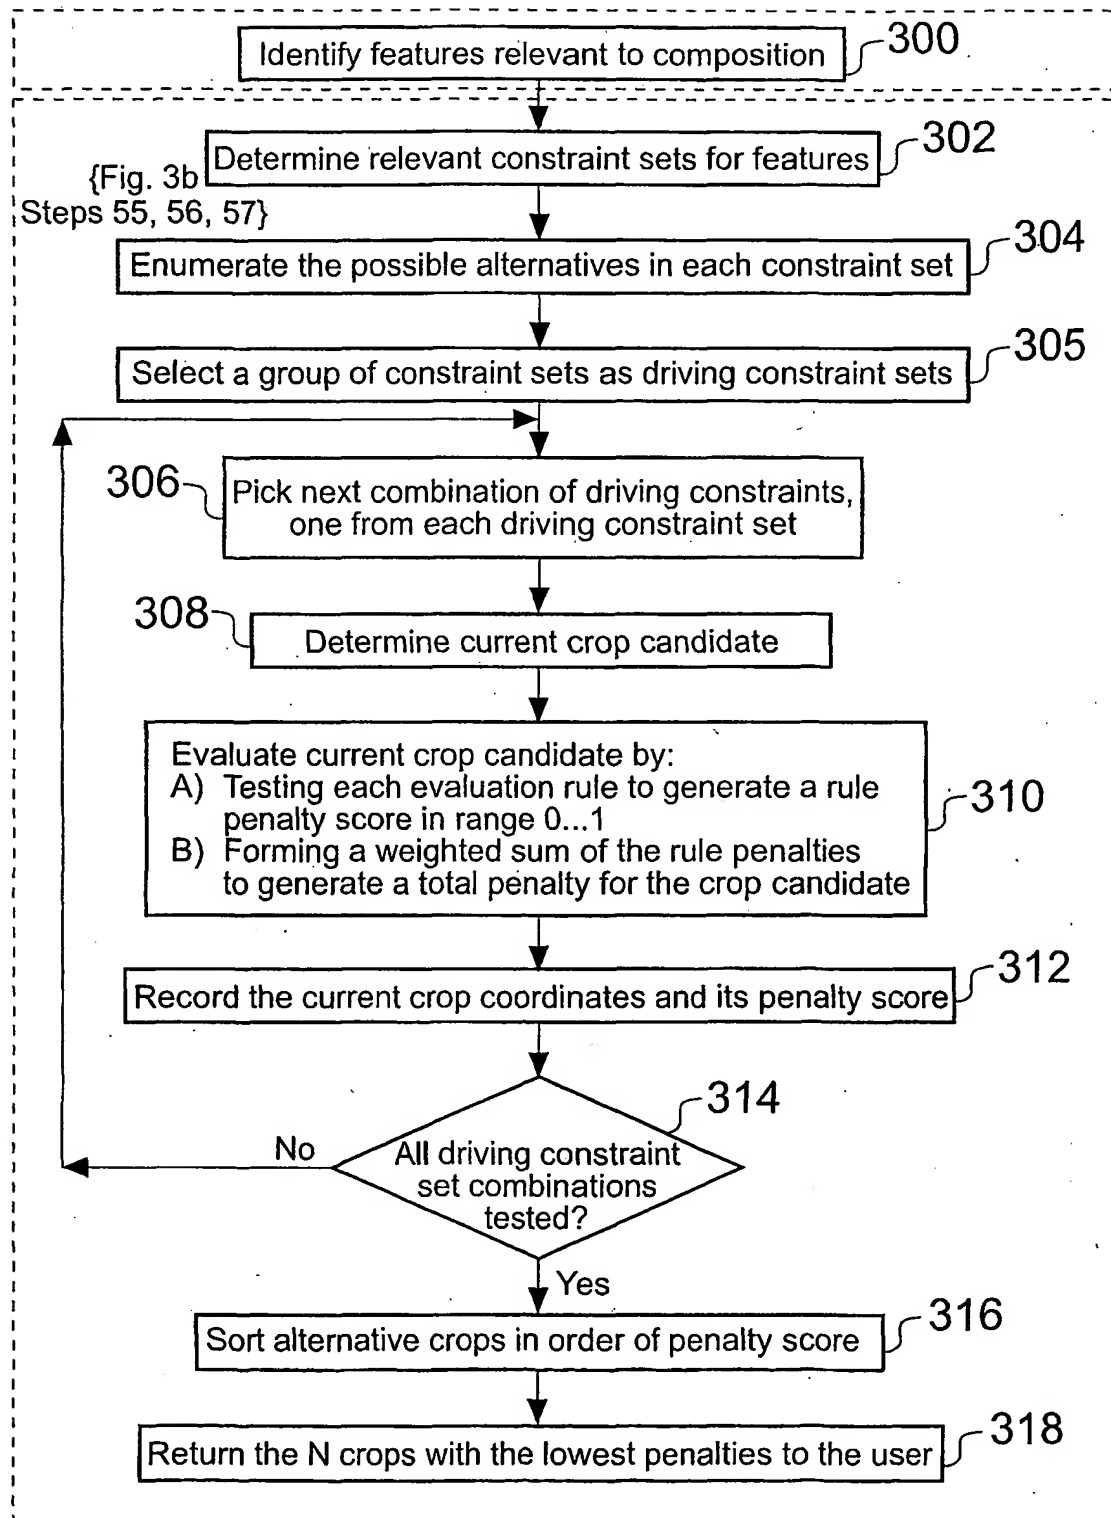 Identify features relevant to composition
300
Determine relevant constraint sets for features
302
{Fig. 3b
Steps 55, 56, 57}
Enumerate the possible alternatives in each constraint set
304
Select a group of constraint sets as driving constraint sets
305
306
Pick next combination of driving constraints,
one from each driving constraint set
308
Determine current crop candidate
Evaluate current crop candidate by:
A) Testing each evaluation rule to generate a rule
penalty score in range 0...1
B) Forming a weighted sum of the rule penalties
to generate a total penalty for the crop candidate
310
Record the current crop coordinates and its penalty score
312
314
No
All driving constraint
set combinations
tested?
Yes
Sort alternative crops in order of penalty score
316
Return the N crops with the lowest penalties to the user
318